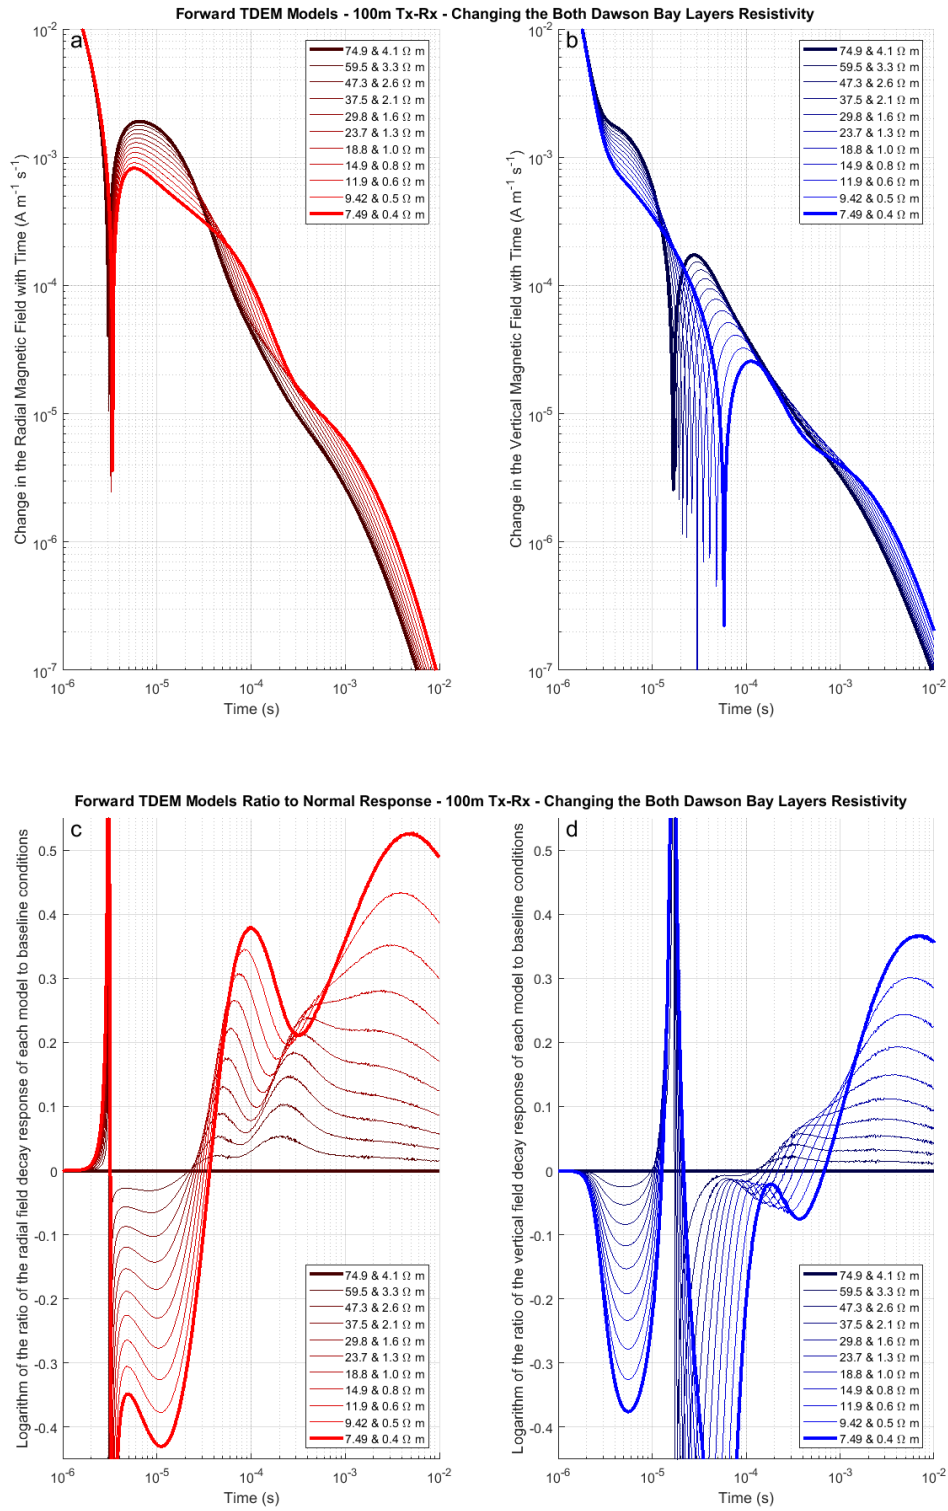 Forward TDEM Models - 100m Tx-Rx - Changing the Both Dawson Bay Layers Resistivity
a
Change in the Radial Magnetic Field with Time (A m⁻¹ s⁻¹)
10⁻²
10⁻³
10⁻⁴
10⁻⁵
10⁻⁶
10⁻⁷
74.9 & 4.1 Ω m
59.5 & 3.3 Ω m
47.3 & 2.6 Ω m
37.5 & 2.1 Ω m
29.8 & 1.6 Ω m
23.7 & 1.3 Ω m
18.8 & 1.0 Ω m
14.9 & 0.8 Ω m
11.9 & 0.6 Ω m
9.42 & 0.5 Ω m
7.49 & 0.4 Ω m
10⁻⁶ 10⁻⁵ 10⁻⁴ 10⁻³ 10⁻²
Time (s)
b
Change in the Vertical Magnetic Field with Time (A m⁻¹ s⁻¹)
10⁻²
10⁻³
10⁻⁴
10⁻⁵
10⁻⁶
10⁻⁷
74.9 & 4.1 Ω m
59.5 & 3.3 Ω m
47.3 & 2.6 Ω m
37.5 & 2.1 Ω m
29.8 & 1.6 Ω m
23.7 & 1.3 Ω m
18.8 & 1.0 Ω m
14.9 & 0.8 Ω m
11.9 & 0.6 Ω m
9.42 & 0.5 Ω m
7.49 & 0.4 Ω m
10⁻⁶ 10⁻⁵ 10⁻⁴ 10⁻³ 10⁻²
Time (s)
Forward TDEM Models Ratio to Normal Response - 100m Tx-Rx - Changing the Both Dawson Bay Layers Resistivity
c
Logarithm of the ratio of the radial field decay response of each model to baseline conditions
0.5
0.4
0.3
0.2
0.1
0
-0.1
-0.2
-0.3
-0.4
74.9 & 4.1 Ω m
59.5 & 3.3 Ω m
47.3 & 2.6 Ω m
37.5 & 2.1 Ω m
29.8 & 1.6 Ω m
23.7 & 1.3 Ω m
18.8 & 1.0 Ω m
14.9 & 0.8 Ω m
11.9 & 0.6 Ω m
9.42 & 0.5 Ω m
7.49 & 0.4 Ω m
10⁻⁶ 10⁻⁵ 10⁻⁴ 10⁻³ 10⁻²
Time (s)
d
Logarithm of the ratio of the vertical field decay response of each model to baseline conditions
0.5
0.4
0.3
0.2
0.1
0
-0.1
-0.2
-0.3
-0.4
74.9 & 4.1 Ω m
59.5 & 3.3 Ω m
47.3 & 2.6 Ω m
37.5 & 2.1 Ω m
29.8 & 1.6 Ω m
23.7 & 1.3 Ω m
18.8 & 1.0 Ω m
14.9 & 0.8 Ω m
11.9 & 0.6 Ω m
9.42 & 0.5 Ω m
7.49 & 0.4 Ω m
10⁻⁶ 10⁻⁵ 10⁻⁴ 10⁻³ 10⁻²
Time (s)